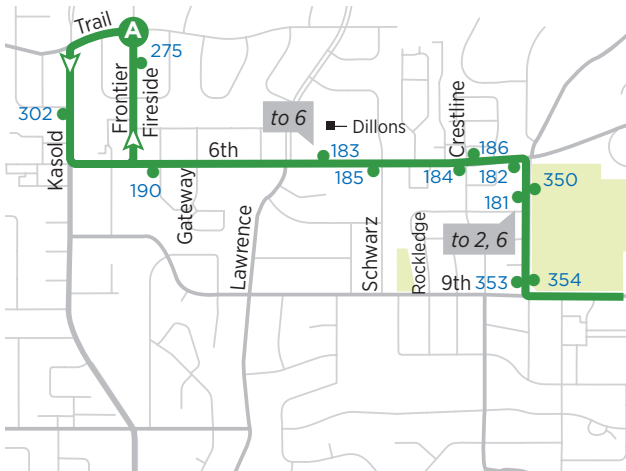 Trail
A
275
Frontier
Fireside
302
Kasold
to 6
Dillons
Crestline
6th
183
186
190
185
184
182
350
Gateway
181
Lawrence
Schwarz
Rockledge
to 2, 6
9th
353
354